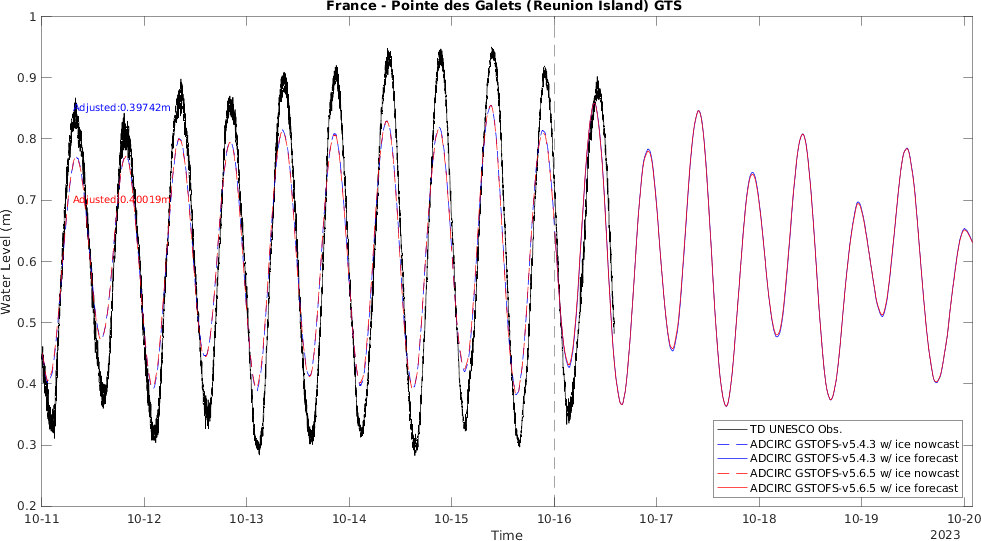 France - Pointe des Galets (Reunion Island) GTS
1
0.9
0.8
0.7
0.6
0.5
0.4
0.3
0.2
Water Level (m)
Adjusted:0.39742m
Adjusted:0.40019m
TD UNESCO Obs.
ADCIRC GSTOFS-v5.4.3 w/ ice nowcast
ADCIRC GSTOFS-v5.4.3 w/ ice forecast
ADCIRC GSTOFS-v5.6.5 w/ ice nowcast
ADCIRC GSTOFS-v5.6.5 w/ ice forecast
10-11 10-12 10-13 10-14 10-15 10-16 10-17 10-18 10-19 10-20
Time
2023